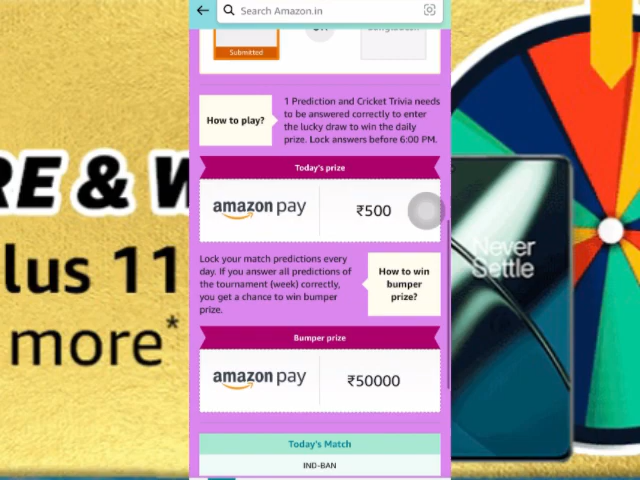 Search Amazon.in
Submitted
How to play?
1 Prediction and Cricket Trivia needs
to be answered correctly to enter
the lucky draw to win the daily
prize. Lock answers before 6:00 PM.
Today's prize
amazon pay
₹500
Lock your match predictions every
day. If you answer all predictions of
the tournament (week) correctly,
you get a chance to win bumper
prize.
How to win
bumper
prize?
Bumper prize
amazon pay
₹50000
Today's Match
IND-BAN
RE & W
lus 11
more*
Never
Settle